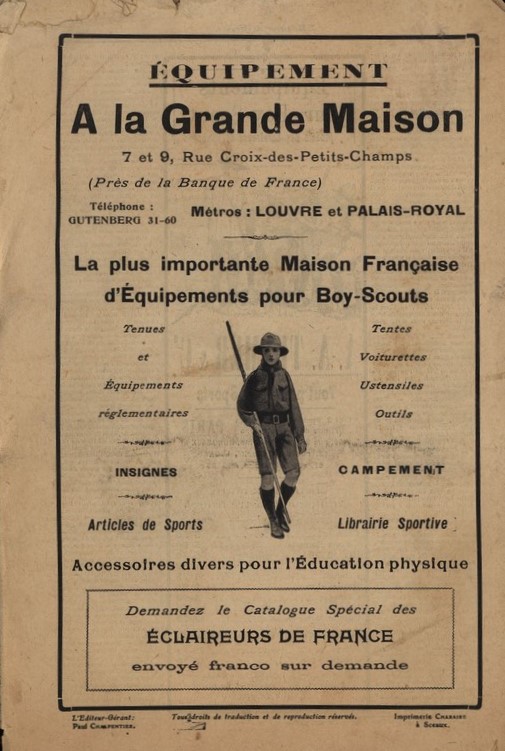 ÉQUIPEMENT
A la Grande Maison
7 et 9, Rue Croix-des-Petits-Champs
(Près de la Banque de France)
Téléphone :
GUTENBERG 31-60
Métros : LOUVRE et PALAIS-ROYAL
La plus importante Maison Française
d'Équipements pour Boy-Scouts
Tenues
et
Équipements
réglementaires
INSIGNES
Articles de Sports
Tentes
Voiturettes
Ustensiles
Outils
CAMPEMENT
Librairie Sportive
Accessoires divers pour l'Éducation physique
Demandez le Catalogue Spécial des
ÉCLAIREURS DE FRANCE
envoyé franco sur demande
L'Editeur-Gérant :
Paul CHARPENTIER.
Tous droits de traduction et de reproduction réservés.
Imprimerie CHARAIRE
à SCEAUX.